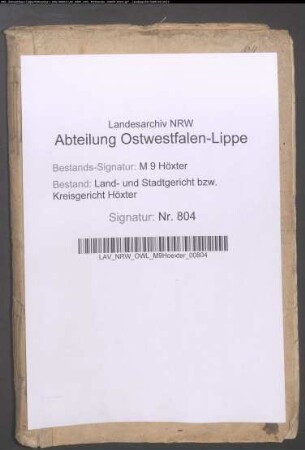 Landesarchiv NRW
Abteilung Ostwestfalen-Lippe
Bestands-Signatur: M 9 Höxter
Bestand: Land- und Stadtgericht bzw.
Kreisgericht Höxter
Signatur: Nr. 804
LAV_NRW_OWL_M9Hoexter_00804